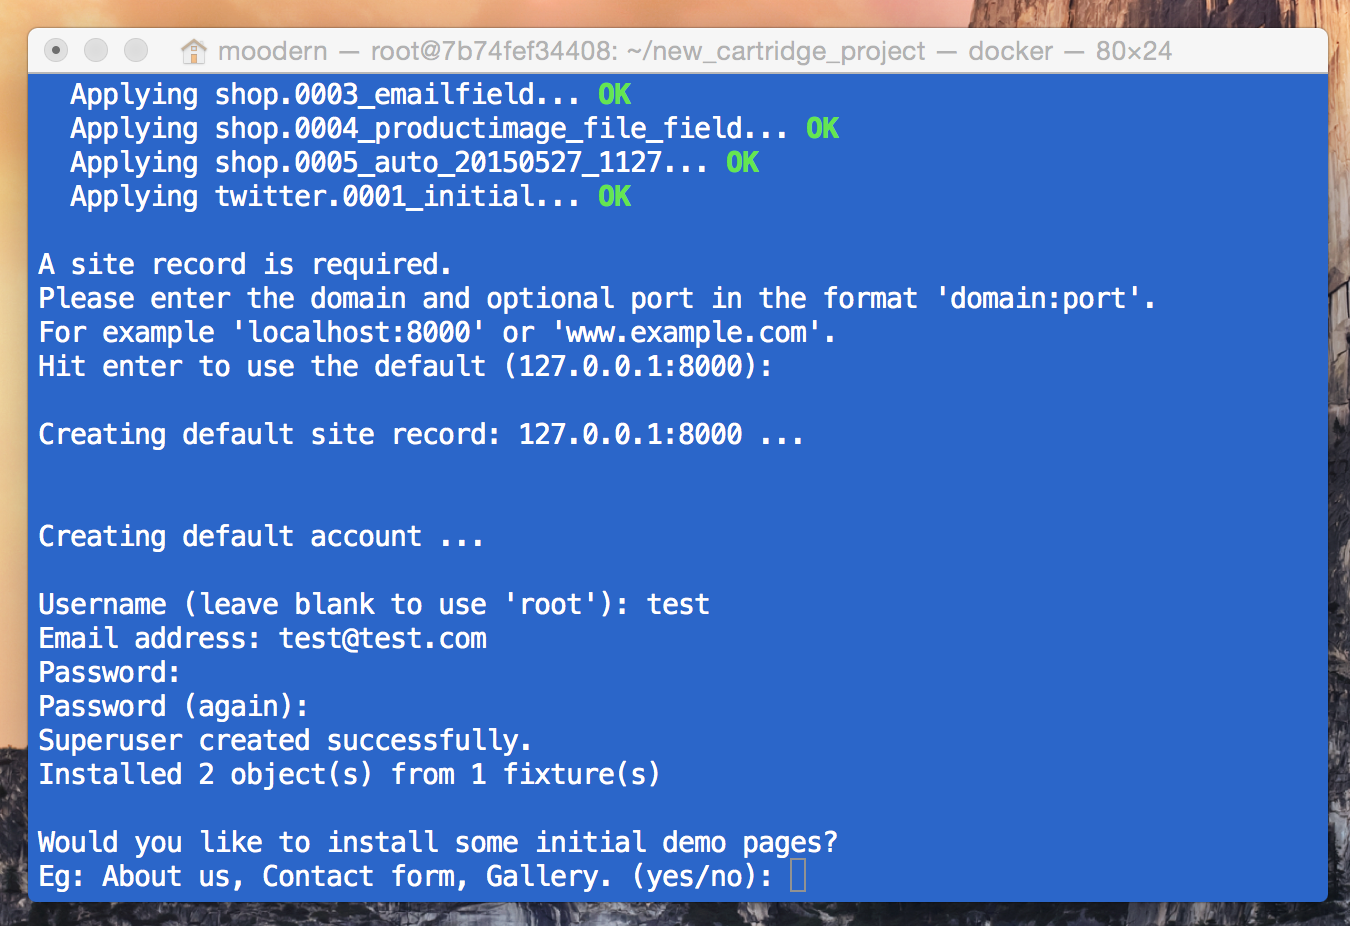 moodern — root@7b74fef34408: ~/new_cartridge_project — docker — 80×24
Applying shop.0003_emailfield... OK
Applying shop.0004_productimage_file_field... OK
Applying shop.0005_auto_20150527_1127... OK
Applying twitter.0001_initial... OK
A site record is required.
Please enter the domain and optional port in the format 'domain:port'.
For example 'localhost:8000' or 'www.example.com'.
Hit enter to use the default (127.0.0.1:8000):
Creating default site record: 127.0.0.1:8000 ...
Creating default account ...
Username (leave blank to use 'root'): test
Email address: test@test.com
Password:
Password (again):
Superuser created successfully.
Installed 2 object(s) from 1 fixture(s)
Would you like to install some initial demo pages?
Eg: About us, Contact form, Gallery. (yes/no):